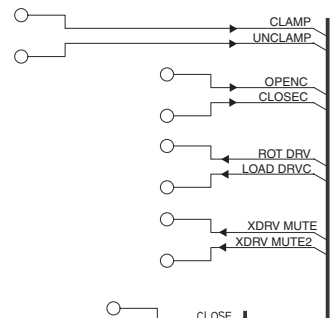 CLAMP
UNCLAMP
OPENC
CLOSEC
ROT DRV
LOAD DRVC
XDRV MUTE
XDRV MUTE2
CLOSE